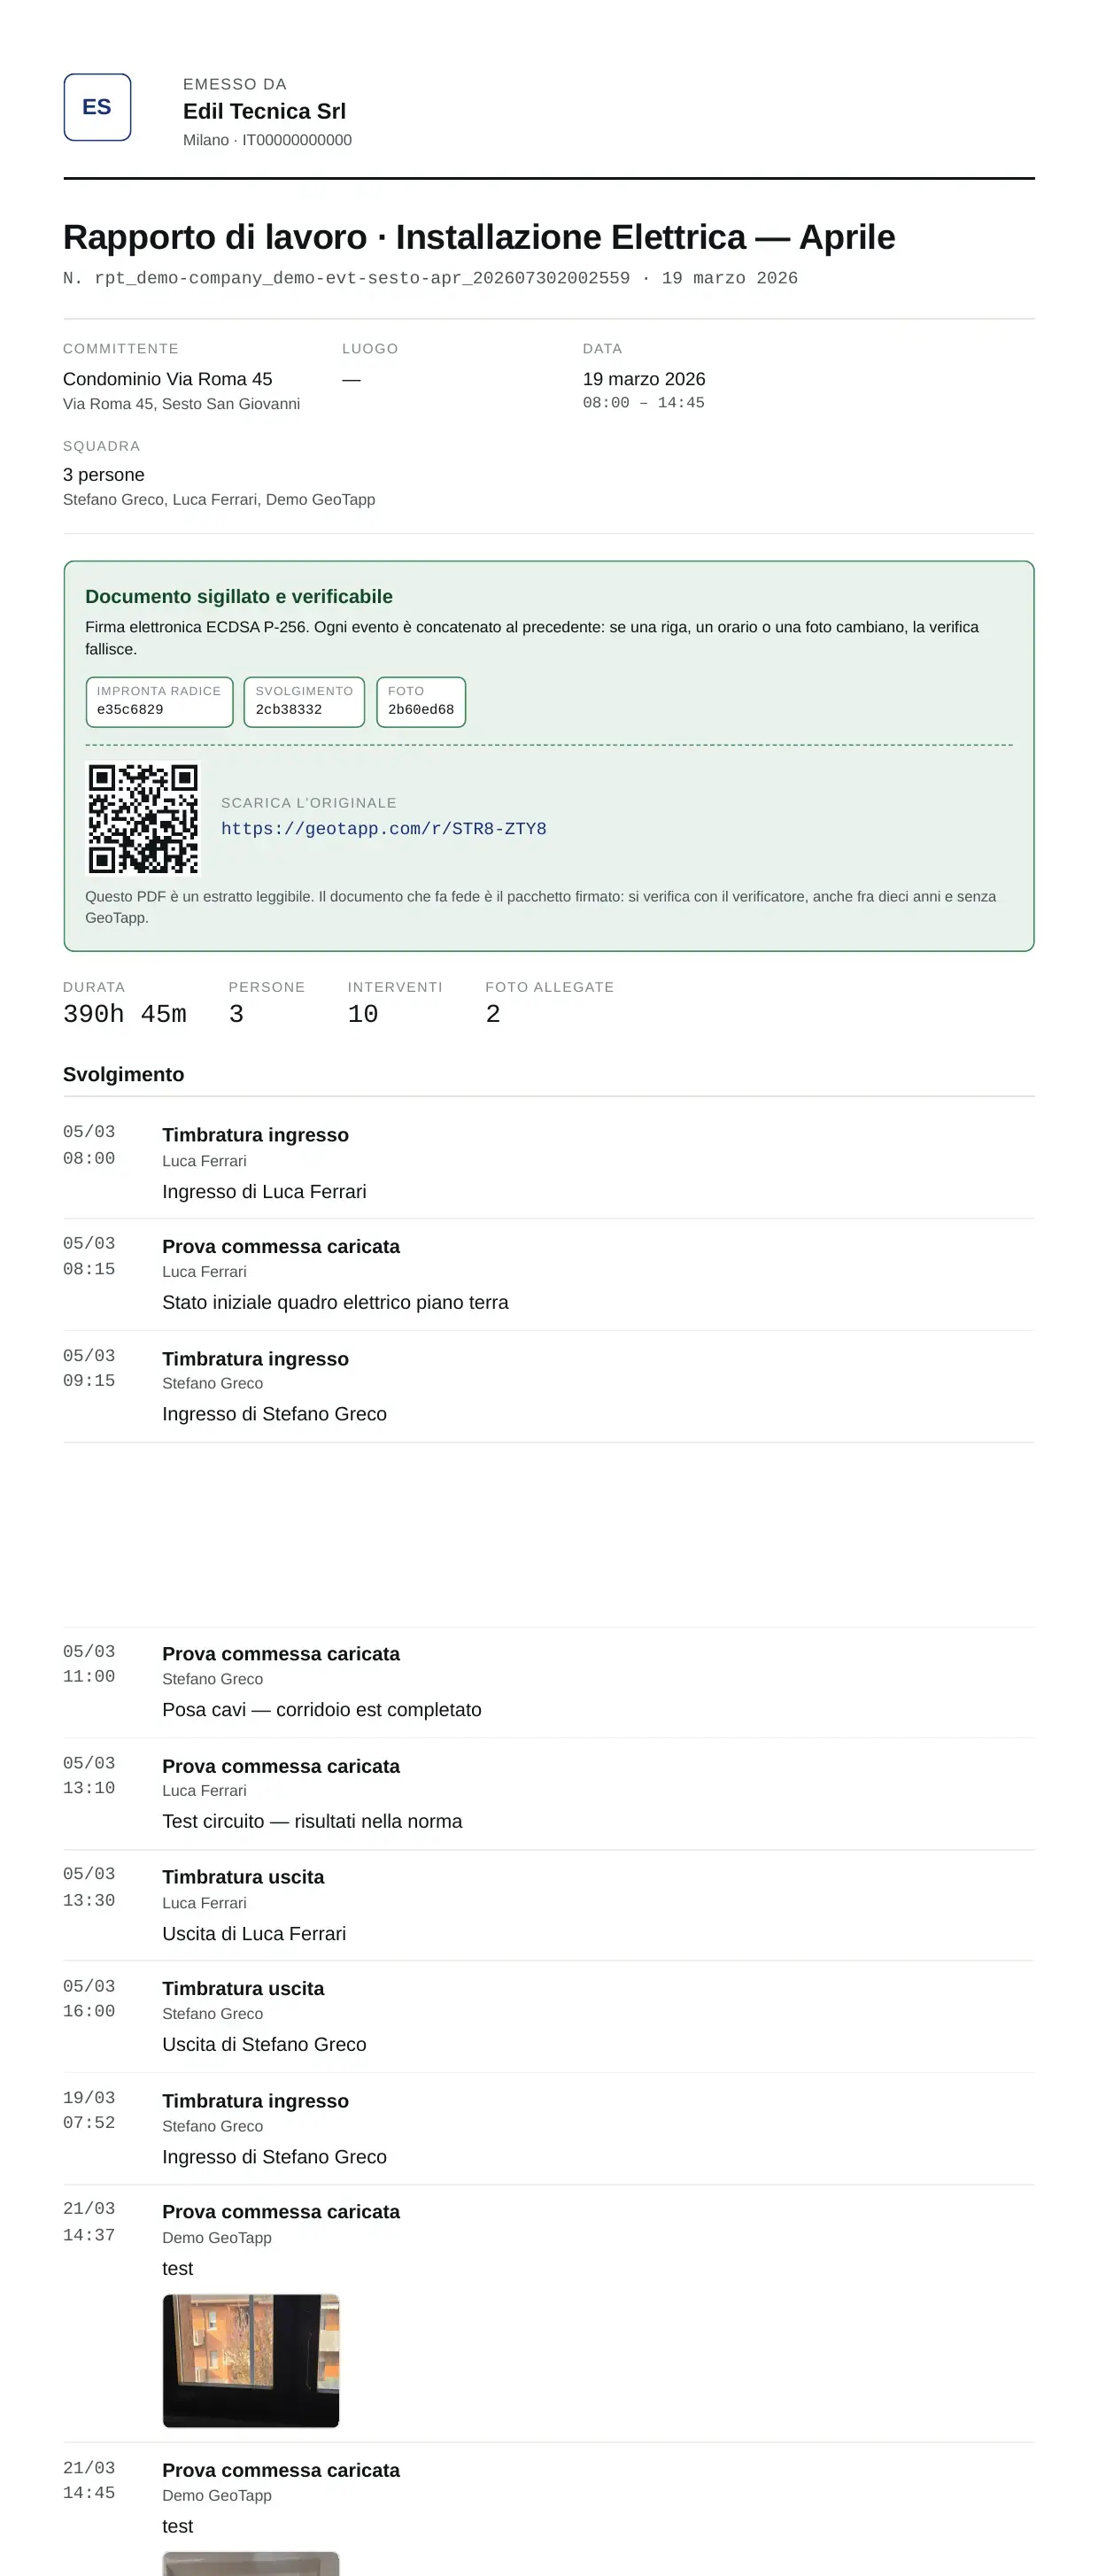 ES
EMESSO DA
Edil Tecnica Srl
Milano · IT00000000000
Rapporto di lavoro · Installazione Elettrica — Aprile
N. rpt_demo-company_demo-evt-sesto-apr_202607302002559 · 19 marzo 2026
COMMITTENTE
Condominio Via Roma 45
Via Roma 45, Sesto San Giovanni
LUOGO
—
DATA
19 marzo 2026
08:00 – 14:45
SQUADRA
3 persone
Stefano Greco, Luca Ferrari, Demo GeoTapp
Documento sigillato e verificabile
Firma elettronica ECDSA P-256. Ogni evento è concatenato al precedente: se una riga, un orario o una foto cambiano, la verifica
fallisce.
IMPRONTA RADICE
e35c6829
SVOLGIMENTO
2cb38332
FOTO
2b60ed68
SCARICA L'ORIGINALE
https://geotapp.com/r/STR8-ZTY8
Questo PDF è un estratto leggibile. Il documento che fa fede è il pacchetto firmato: si verifica con il verificatore, anche fra dieci anni e senza
GeoTapp.
DURATA
390h 45m
PERSONE
3
INTERVENTI
10
FOTO ALLEGATE
2
Svolgimento
05/03
08:00
Timbratura ingresso
Luca Ferrari
Ingresso di Luca Ferrari
05/03
08:15
Prova commessa caricata
Luca Ferrari
Stato iniziale quadro elettrico piano terra
05/03
09:15
Timbratura ingresso
Stefano Greco
Ingresso di Stefano Greco
05/03
11:00
Prova commessa caricata
Stefano Greco
Posa cavi — corridoio est completato
05/03
13:10
Prova commessa caricata
Luca Ferrari
Test circuito — risultati nella norma
05/03
13:30
Timbratura uscita
Luca Ferrari
Uscita di Luca Ferrari
05/03
16:00
Timbratura uscita
Stefano Greco
Uscita di Stefano Greco
19/03
07:52
Timbratura ingresso
Stefano Greco
Ingresso di Stefano Greco
21/03
14:37
Prova commessa caricata
Demo GeoTapp
test
21/03
14:45
Prova commessa caricata
Demo GeoTapp
test